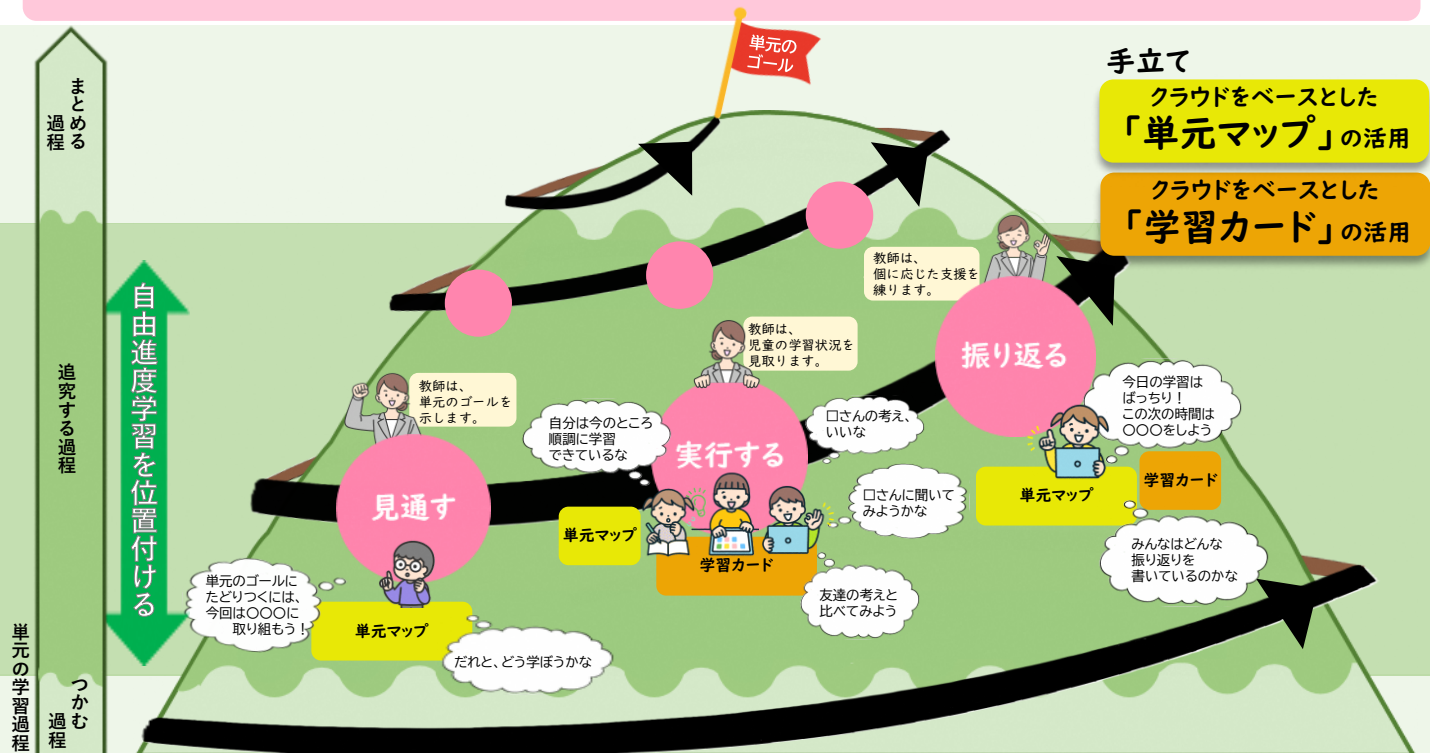 単元の
ゴール
手立て
クラウドをベースとした
「単元マップ」の活用
クラウドをベースとした
「学習カード」の活用
まとめる
過程
追究する過程
つかむ
過程
単元の学習過程
自由進度学習を位置付ける
教師は、
個に応じた支援を
練ります。
教師は、
児童の学習状況を
見取ります。
教師は、
単元のゴールを
示します。
振り返る
実行する
見通す
今日の学習は
ばっちり！
この次の時間は
〇〇〇をしよう
自分は今のところ
順調に学習
できているな
口さんの考え、
いいな
口さんに聞いて
みようかな
単元マップ
学習カード
単元マップ
学習カード
みんなはどんな
振り返りを
書いているのかな
友達の考えと
比べてみよう
単元のゴールに
たどりつくには、
今回は〇〇〇に
取り組もう！
単元マップ
だれと、どう学ぼうかな